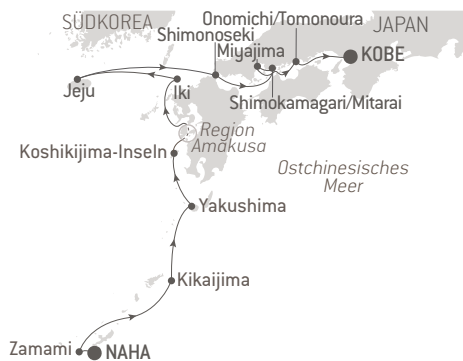 SÜDKOREA
Onomichi/Tomonoura
JAPAN
Shimonoseki
Miyajima
KOBE
Jeju
Iki
Shimokamagari/Mitarai
Region
Amakusa
Koshikijima-Inseln
Ostchinesisches
Meer
Yakushima
Kikaijima
Zamami
NAHA